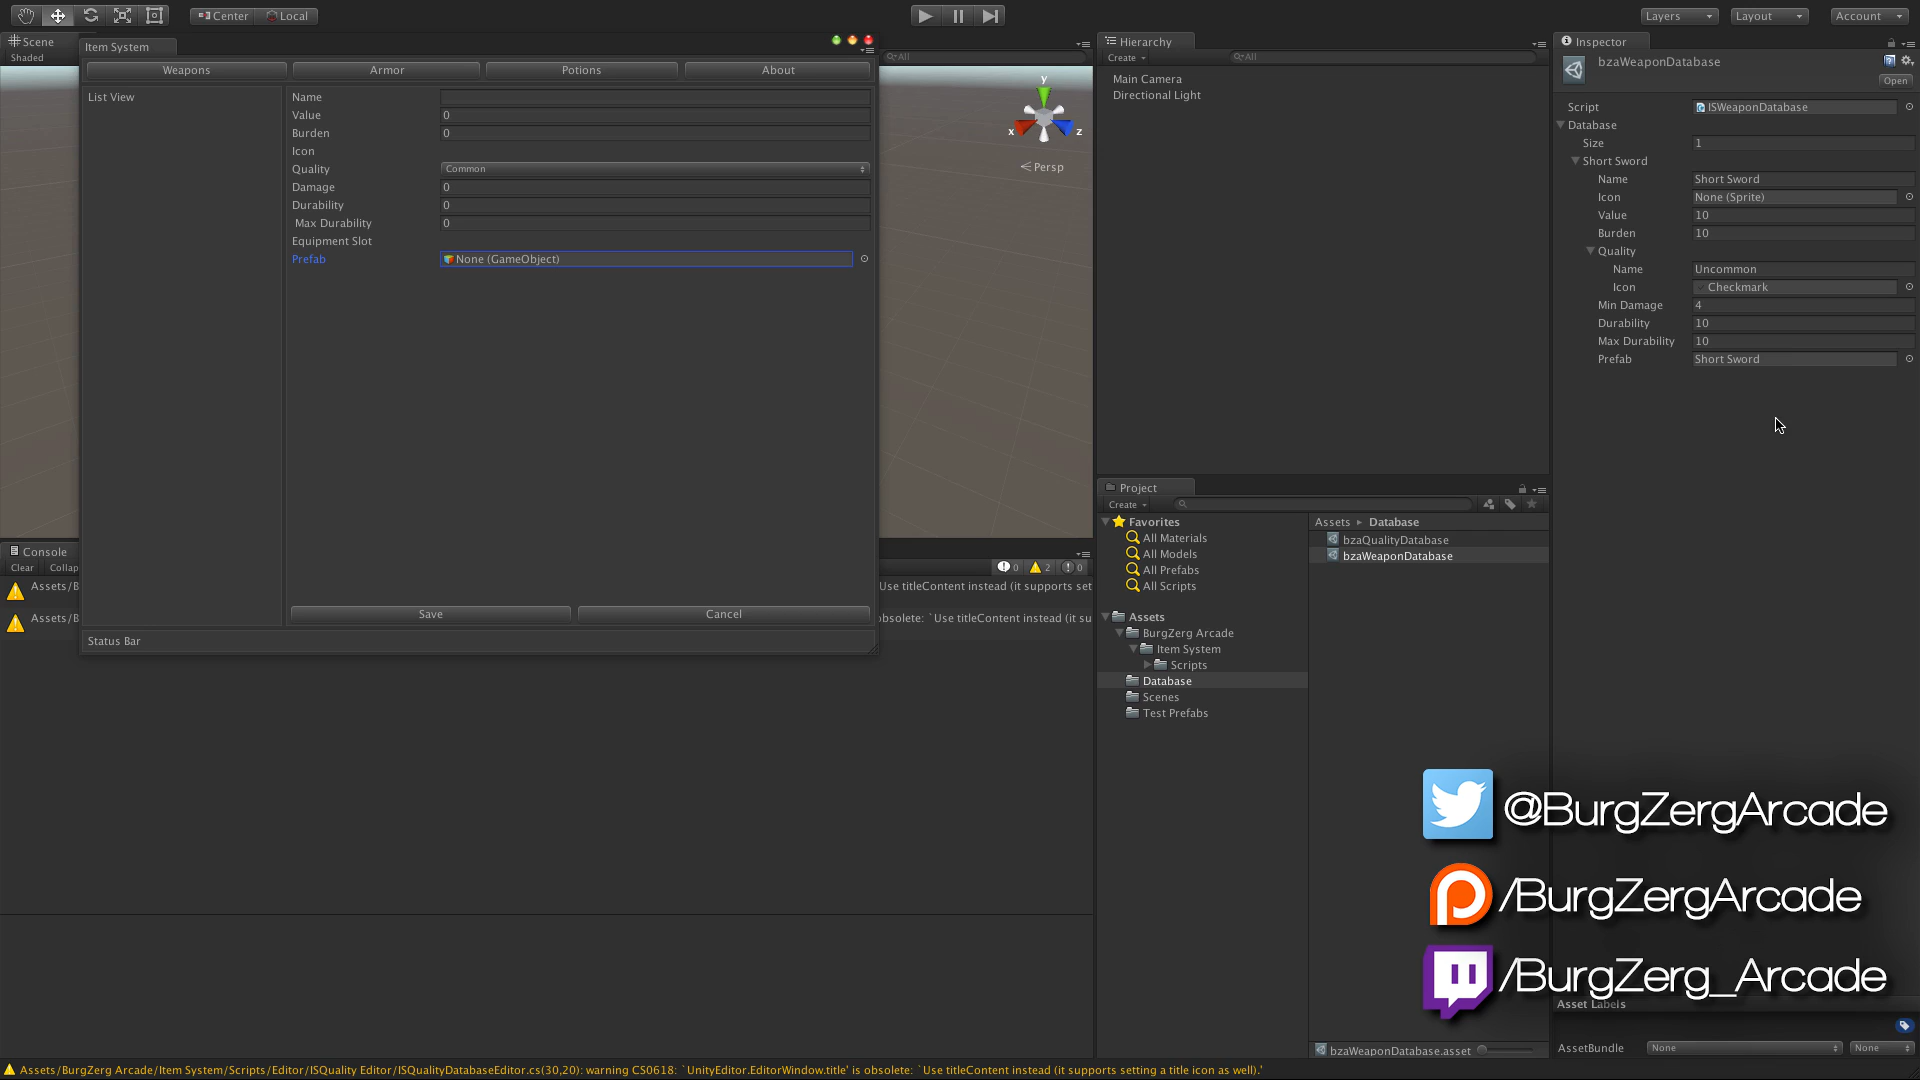 Center
Local
Layers
Layout
Account
Scene
Shaded
All
y
x
z
Persp
Item System
Weapons
Armor
Potions
About
List View
Name
Value 0
Burden 0
Icon
Quality Common
Damage 0
Durability 0
Max Durability 0
Equipment Slot
Prefab None (GameObject)
Save
Cancel
Status Bar
Console
Clear
Collap
0
2
0
Assets/B
Use titleContent instead (it supports set
Assets/B
obsolete: `Use titleContent instead (it su
Hierarchy
Create
All
Main Camera
Directional Light
Project
Create
Favorites
All Materials
All Models
All Prefabs
All Scripts
Assets
BurgZerg Arcade
Item System
Scripts
Database
Scenes
Test Prefabs
Assets ▸ Database
bzaQualityDatabase
bzaWeaponDatabase
bzaWeaponDatabase.asset
Inspector
bzaWeaponDatabase
Open
Script ISWeaponDatabase
Database
Size 1
Short Sword
Name Short Sword
Icon None (Sprite)
Value 10
Burden 10
Quality
Name Uncommon
Icon Checkmark
Min Damage 4
Durability 10
Max Durability 10
Prefab Short Sword
@BurgZergArcade
/BurgZergArcade
/BurgZerg_Arcade
Asset Labels
AssetBundle None None
Assets/BurgZerg Arcade/Item System/Scripts/Editor/ISQuality Editor/ISQualityDatabaseEditor.cs(30,20): warning CS0618: `UnityEditor.EditorWindow.title' is obsolete: `Use titleContent instead (it supports setting a title icon as well).'